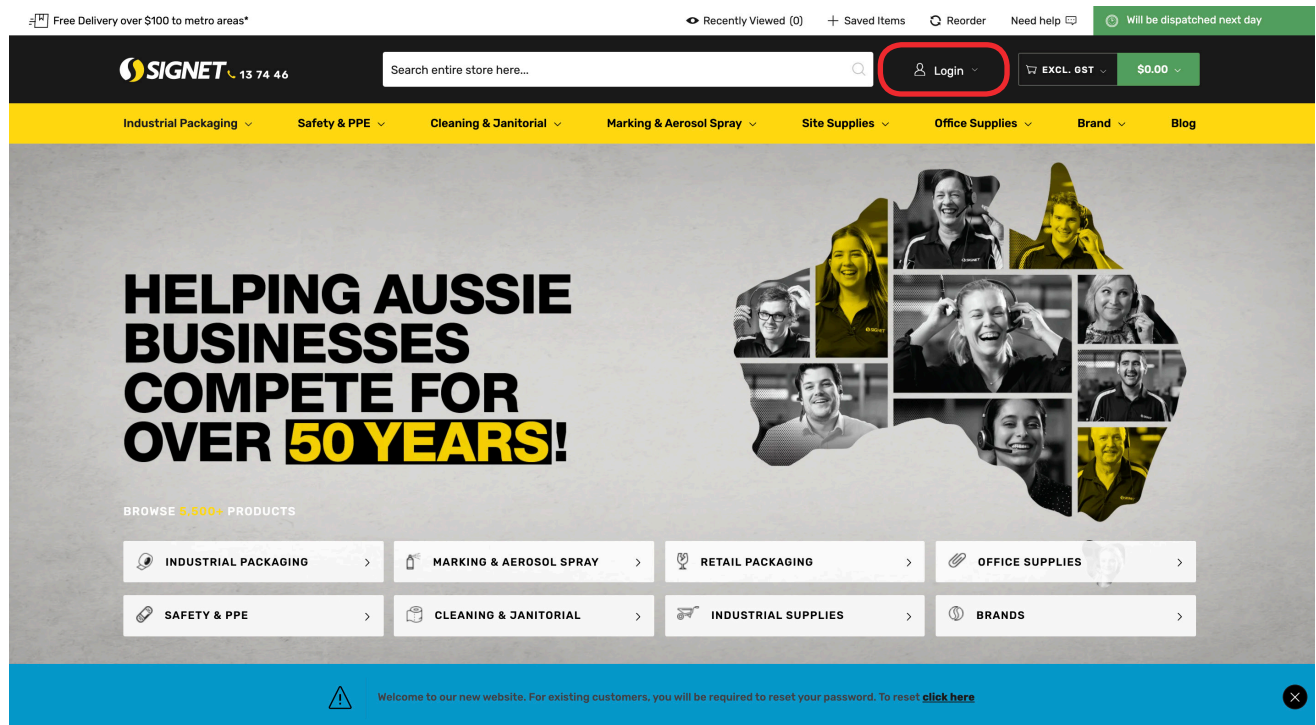 Free Delivery over $100 to metro areas*
Recently Viewed (0)
Saved Items
Reorder
Need help
Will be dispatched next day
SIGNET 13 74 46
Search entire store here...
Login
EXCL. GST
$0.00
Industrial Packaging
Safety & PPE
Cleaning & Janitorial
Marking & Aerosol Spray
Site Supplies
Office Supplies
Brand
Blog
HELPING AUSSIE
BUSINESSES
COMPETE FOR
OVER 50 YEARS!
BROWSE PRODUCTS
INDUSTRIAL PACKAGING
MARKING & AEROSOL SPRAY
RETAIL PACKAGING
OFFICE SUPPLIES
SAFETY & PPE
CLEANING & JANITORIAL
INDUSTRIAL SUPPLIES
BRANDS
Welcome to our new website. For existing customers, you will be required to reset your password. To reset click here